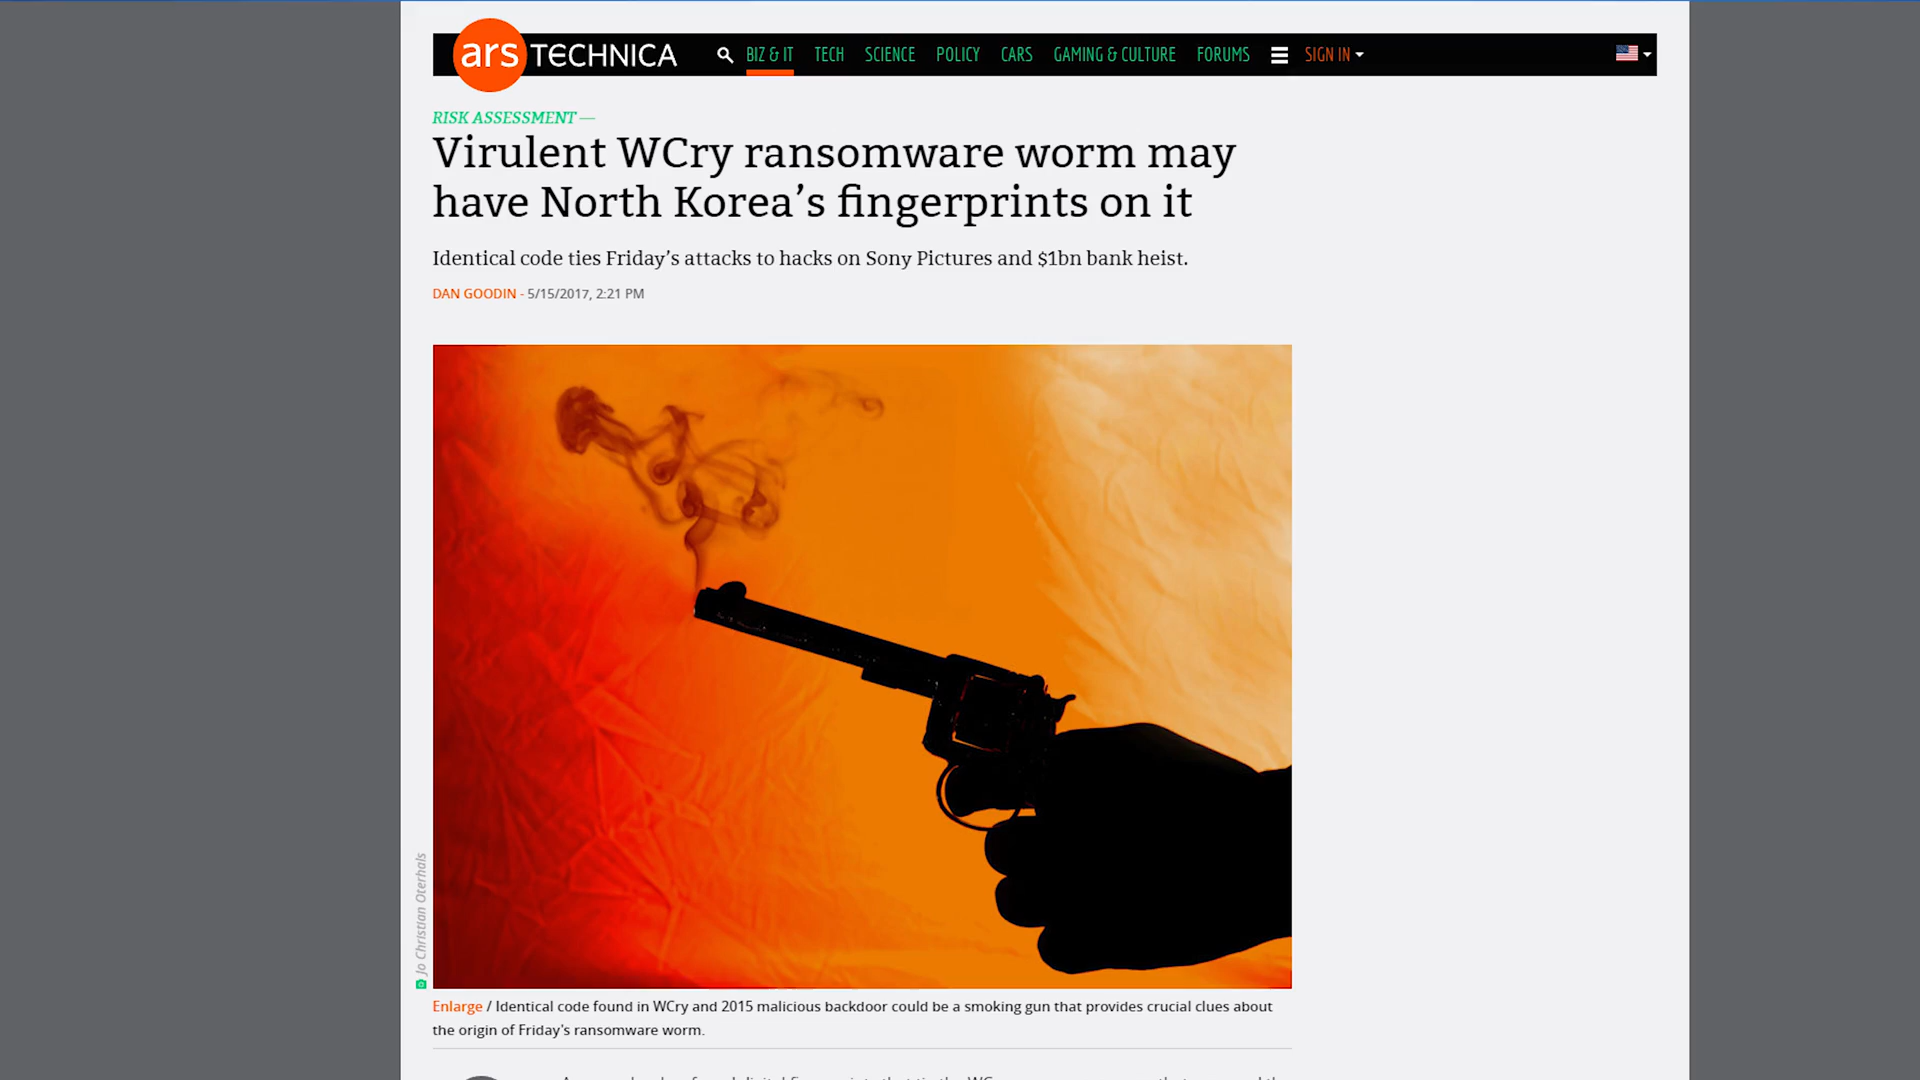 ars TECHNICA BIZ & IT TECH SCIENCE POLICY CARS GAMING & CULTURE FORUMS SIGN IN
RISK ASSESSMENT —
Virulent WCry ransomware worm may
have North Korea’s fingerprints on it
Identical code ties Friday’s attacks to hacks on Sony Pictures and $1bn bank heist.
DAN GOODIN - 5/15/2017, 2:21 PM
Jo Christian Oterhals
Enlarge / Identical code found in WCry and 2015 malicious backdoor could be a smoking gun that provides crucial clues about
the origin of Friday’s ransomware worm.